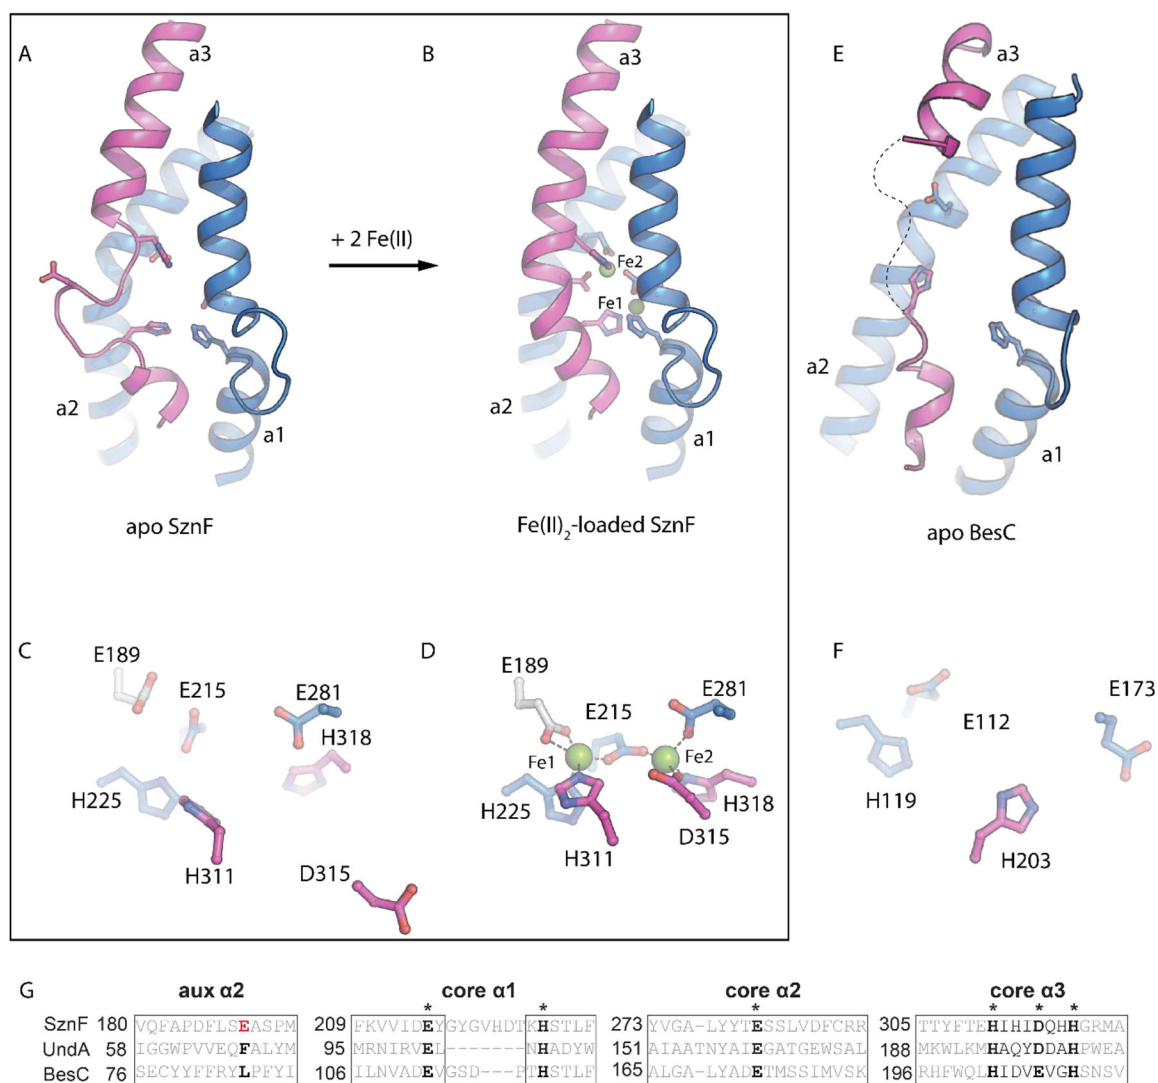 A
a3
a2
a1
apo SznF
+ 2 Fe(II)
B
a3
Fe2
Fe1
a2
a1
Fe(II)2-loaded SznF
E
a3
a2
a1
apo BesC
C
E189
E215
E281
H318
H225
H311
D315
D
E189
E215
E281
Fe1
Fe2
H225
H318
D315
H311
F
E112
E173
H119
H203
G
aux α2 core α1 core α2 core α3
* * * * * *
SznF 180 VQFAPDFLSEASPM 209 FKVVIDEYGYGVHDTKHSTLF 273 YVGA-LYYTESSLVDFCRR 305 TTYFTEHIHIDQHHGRMA
UndA 58 IGGWPVVEQFALYM 95 MRNIRVEL-------NHADYW 151 AIAATNYAIEGATGEWSAL 188 MKWLKMHAQYDDAHPWEA
BesC 76 SECYYFFRYLPFYI 106 ILNVADEVGSD--PTHSTLF 165 ALGA-LYADETMSSIMVSK 196 RHFWQLHIDVEVGHSNSV